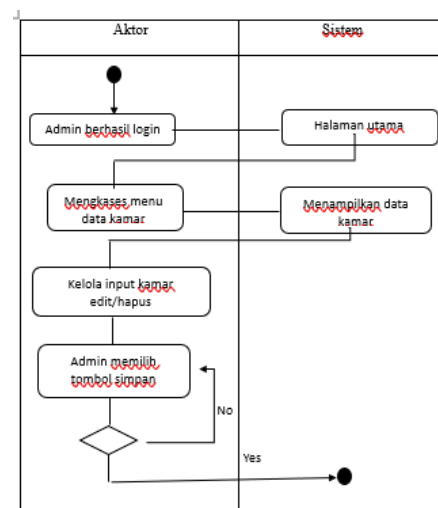 Aktor
Sistem
Admin berhasil login
Halaman utama
Mengkases menu
data kamar
Menampilkan data
kamar
Kelola input kamar
edit/hapus
Admin memilih
tombol simpan
No
Yes